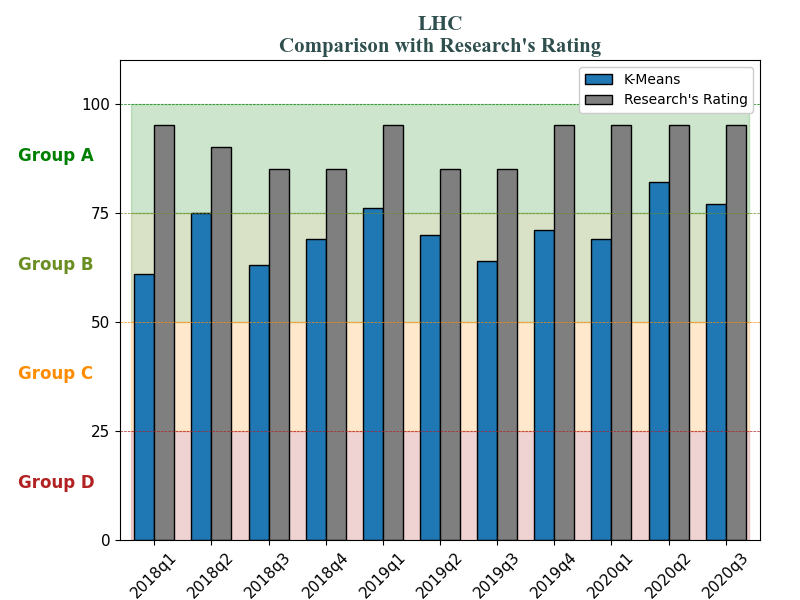 LHC
Comparison with Research's Rating
K-Means
Research's Rating
100
Group A
75
Group B
50
Group C
25
Group D
0
2018q1
2018q2
2018q3
2018q4
2019q1
2019q2
2019q3
2019q4
2020q1
2020q2
2020q3